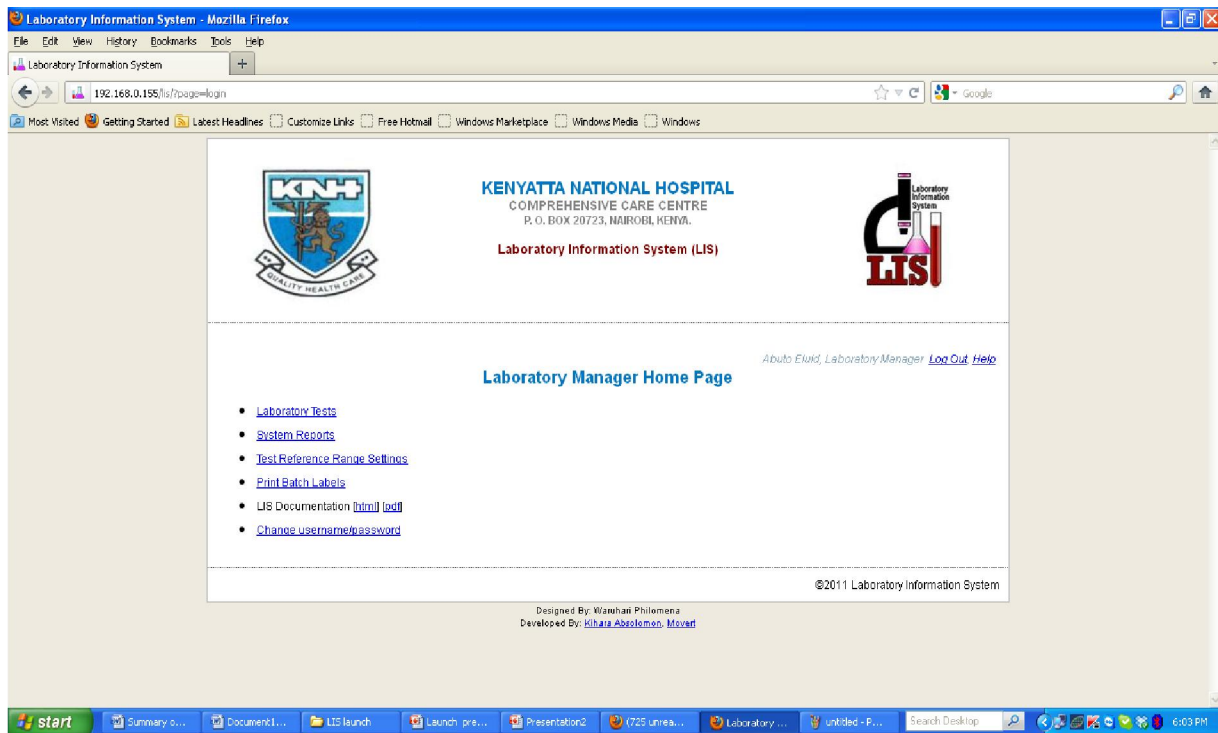 Laboratory Information System - Mozilla Firefox
File Edit View History Bookmarks Tools Help
Laboratory Information System +
192.168.0.155/lis/?page=login Google
Most Visited Getting Started Latest Headlines Customize Links Free Hotmail Windows Marketplace Windows Media Windows
KNH
QUALITY HEALTH CARE
KENYATTA NATIONAL HOSPITAL
COMPREHENSIVE CARE CENTRE
P. O. BOX 20723, NAIROBI, KENYA.
Laboratory Information System (LIS)
Laboratory
Information
System
LIS
Abuto Eluid, Laboratory Manager Log Out, Help
Laboratory Manager Home Page
Laboratory Tests
System Reports
Test Reference Range Settings
Print Batch Labels
LIS Documentation [html] [pdf]
Change username/password
©2011 Laboratory Information System
Designed By: Waruhari Philomena
Developed By: Kihara Absolomon, Movert
start Summary o... Document1... LIS launch Launch pre... Presentation2 (725 unrea... Laboratory ... untitled - P... Search Desktop 6:03 PM